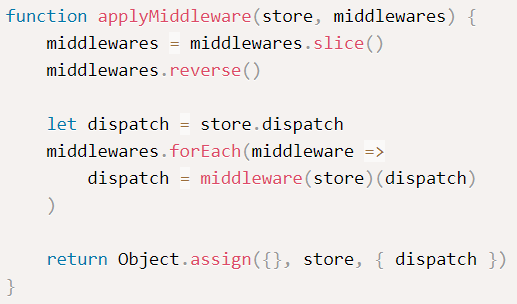 function applyMiddleware(store, middlewares) {
    middlewares = middlewares.slice()
    middlewares.reverse()

    let dispatch = store.dispatch
    middlewares.forEach(middleware =>
        dispatch = middleware(store)(dispatch)
    )

    return Object.assign({}, store, { dispatch })
}